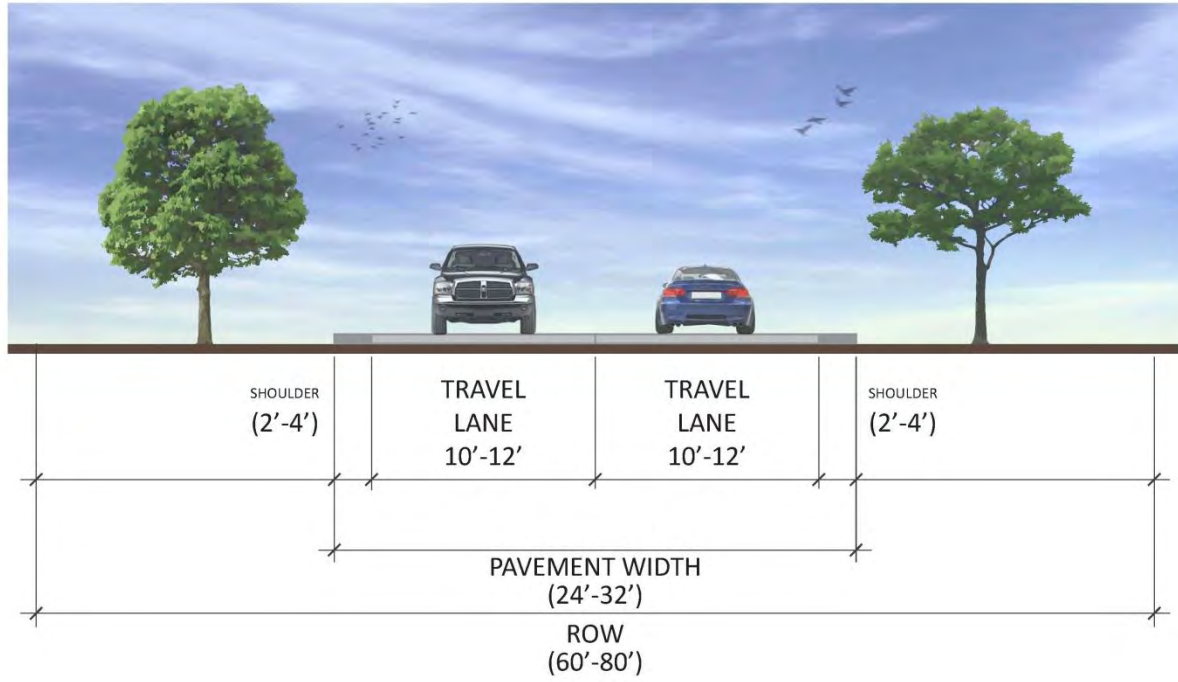 SHOULDER
(2’-4’)
TRAVEL
LANE
10’-12’
TRAVEL
LANE
10’-12’
SHOULDER
(2’-4’)
PAVEMENT WIDTH
(24’-32’)
ROW
(60’-80’)